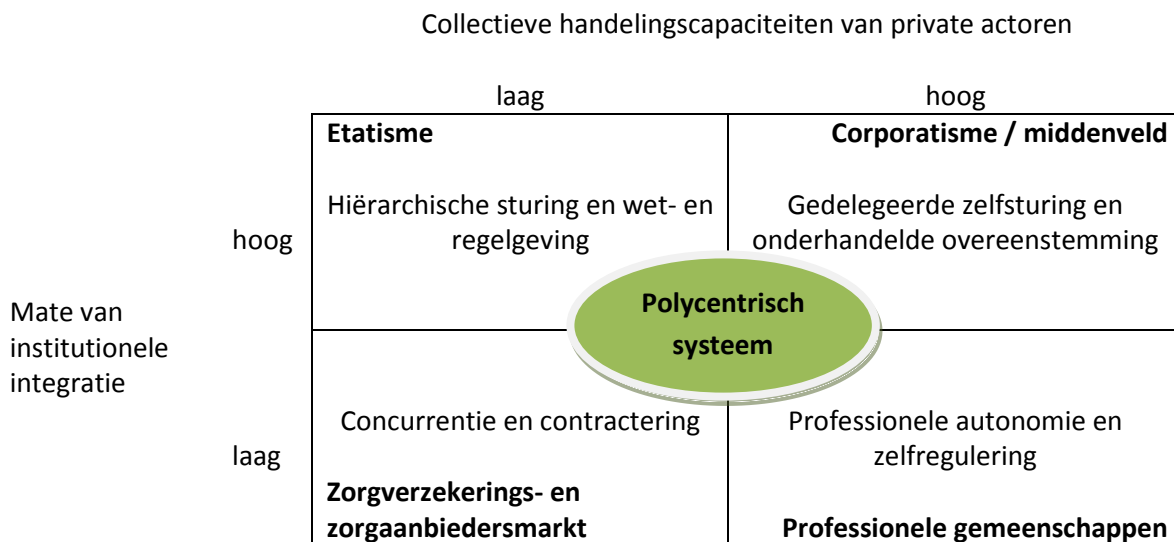 Collectieve handelingscapaciteiten van private actoren
laag
hoog
Etatisme
Corporatisme / middenveld
Hiërarchische sturing en wet- en
regelgeving
Gedelegeerde zelfsturing en
onderhandelde overeenstemming
hoog
Mate van
institutionele
integratie
Polycentrisch
systeem
Concurrentie en contractering
Professionele autonomie en
zelfregulering
laag
Zorgverzekerings- en
zorgaanbiedersmarkt
Professionele gemeenschappen